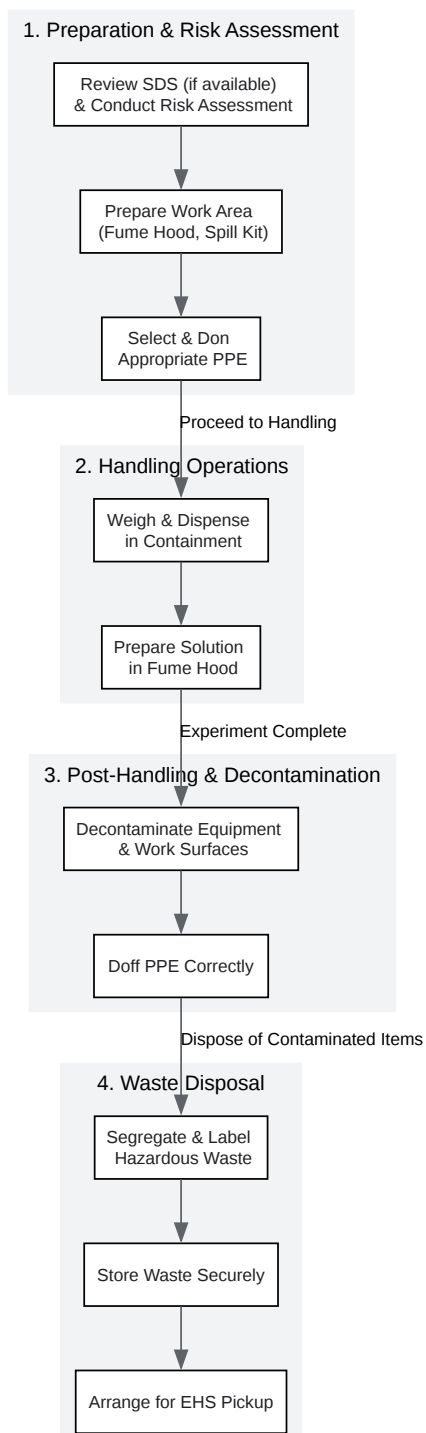 1. Preparation & Risk Assessment
Review SDS (if available)
& Conduct Risk Assessment
Prepare Work Area
(Fume Hood, Spill Kit)
Select & Don
Appropriate PPE
Proceed to Handling
2. Handling Operations
Weigh & Dispense
in Containment
Prepare Solution
in Fume Hood
Experiment Complete
3. Post-Handling & Decontamination
Decontaminate Equipment
& Work Surfaces
Doff PPE Correctly
Dispose of Contaminated Items
4. Waste Disposal
Segregate & Label
Hazardous Waste
Store Waste Securely
Arrange for EHS Pickup